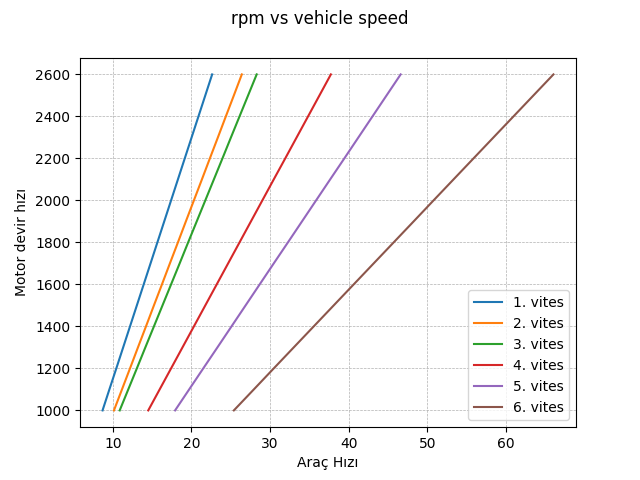 rpm vs vehicle speed
2600
2400
2200
2000
1800
1600
1400
1200
1000
Motor devir hızı
1. vites
2. vites
3. vites
4. vites
5. vites
6. vites
10 20 30 40 50 60
Araç Hızı